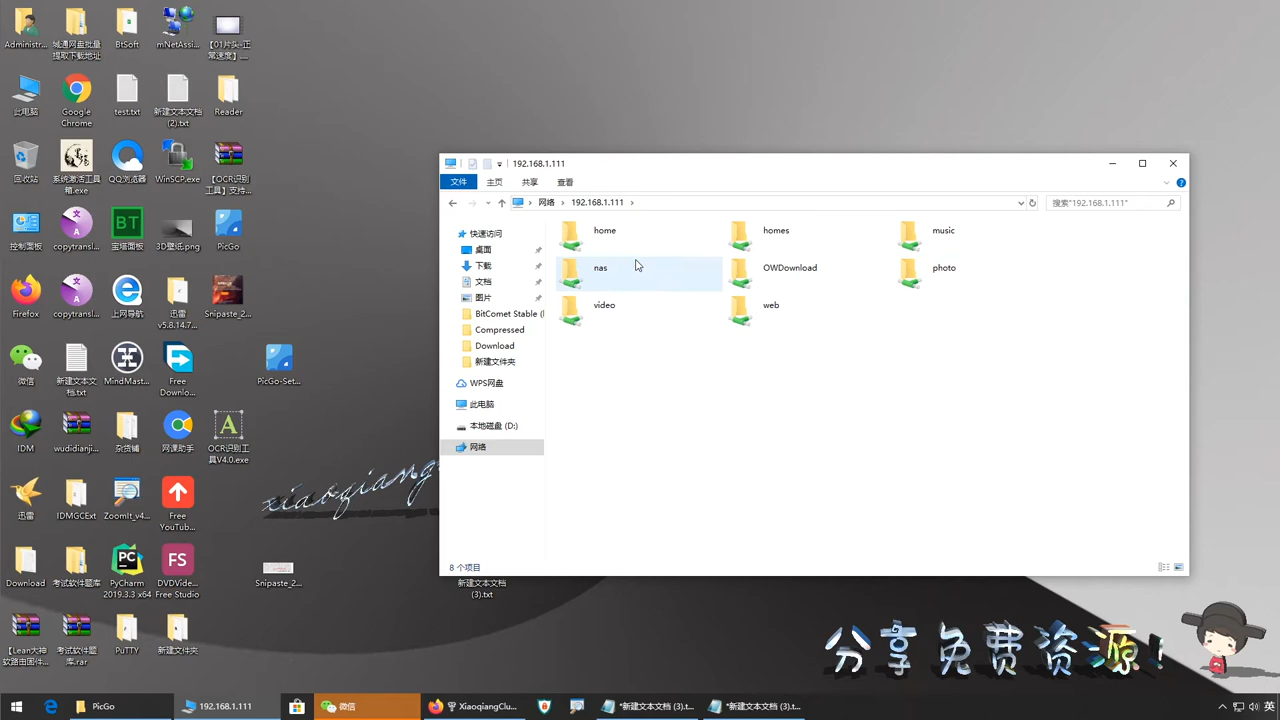 Administr...
城通网盘批量
提取下载地址
BtSoft
mNetAssi...
【01片头-正
常速度】...
此电脑
Google
Chrome
test.txt
新建文本文档
(2).txt
Reader
回收站
系统激活工具
箱.exe
QQ浏览器
WinSCP.exe
【OCR识别
工具】支持...
控制面板
copytransl...
BT
宝塔面板
3D壁纸.png
PicGo
Firefox
copytransl...
上网导航
迅雷
v5.8.14.7...
Snipaste_2...
微信
新建文本文
档.txt
MindMast...
Free
Downlo...
PicGo-Set...
IDM
wudidianji...
杂货铺
网课助手
A
OCR识别工
具V4.0.exe
迅雷
IDMGCExt
ZoomIt_v4...
Free
YouTub...
Download
考试软件题库
PC
PyCharm
2019.3.3 x64
FS
DVDVide...
Free Studio
Snipaste_2...
新建文本文档
(3).txt
【Lean大神
软路由固件...
考试软件题
库.rar
PuTTY
新建文件夹
xiaoqiang
192.168.1.111
文件
主页
共享
查看
网络
192.168.1.111
搜索"192.168.1.111"
快速访问
桌面
下载
文档
图片
BitComet Stable (
Compressed
Download
新建文件夹
WPS网盘
此电脑
本地磁盘 (D:)
网络
home
homes
music
nas
OWDownload
photo
video
web
8 个项目
分享免费资源！
PicGo
192.168.1.111
微信
XiaoqiangClu...
*新建文本文档 (3).t...
*新建文本文档 (3).t...
英